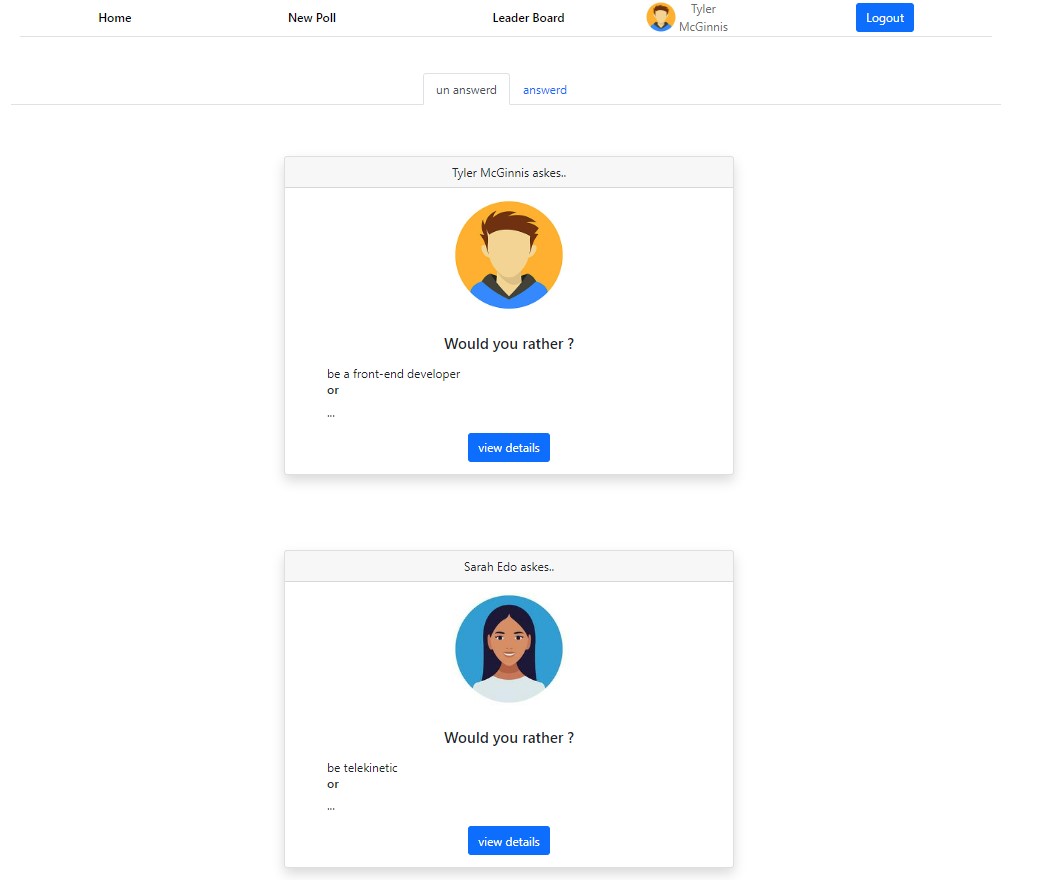 Home New Poll Leader Board Tyler McGinnis Logout
un answerd answerd
Tyler McGinnis askes..
Would you rather ?
be a front-end developer
or
...
view details
Sarah Edo askes..
Would you rather ?
be telekinetic
or
...
view details